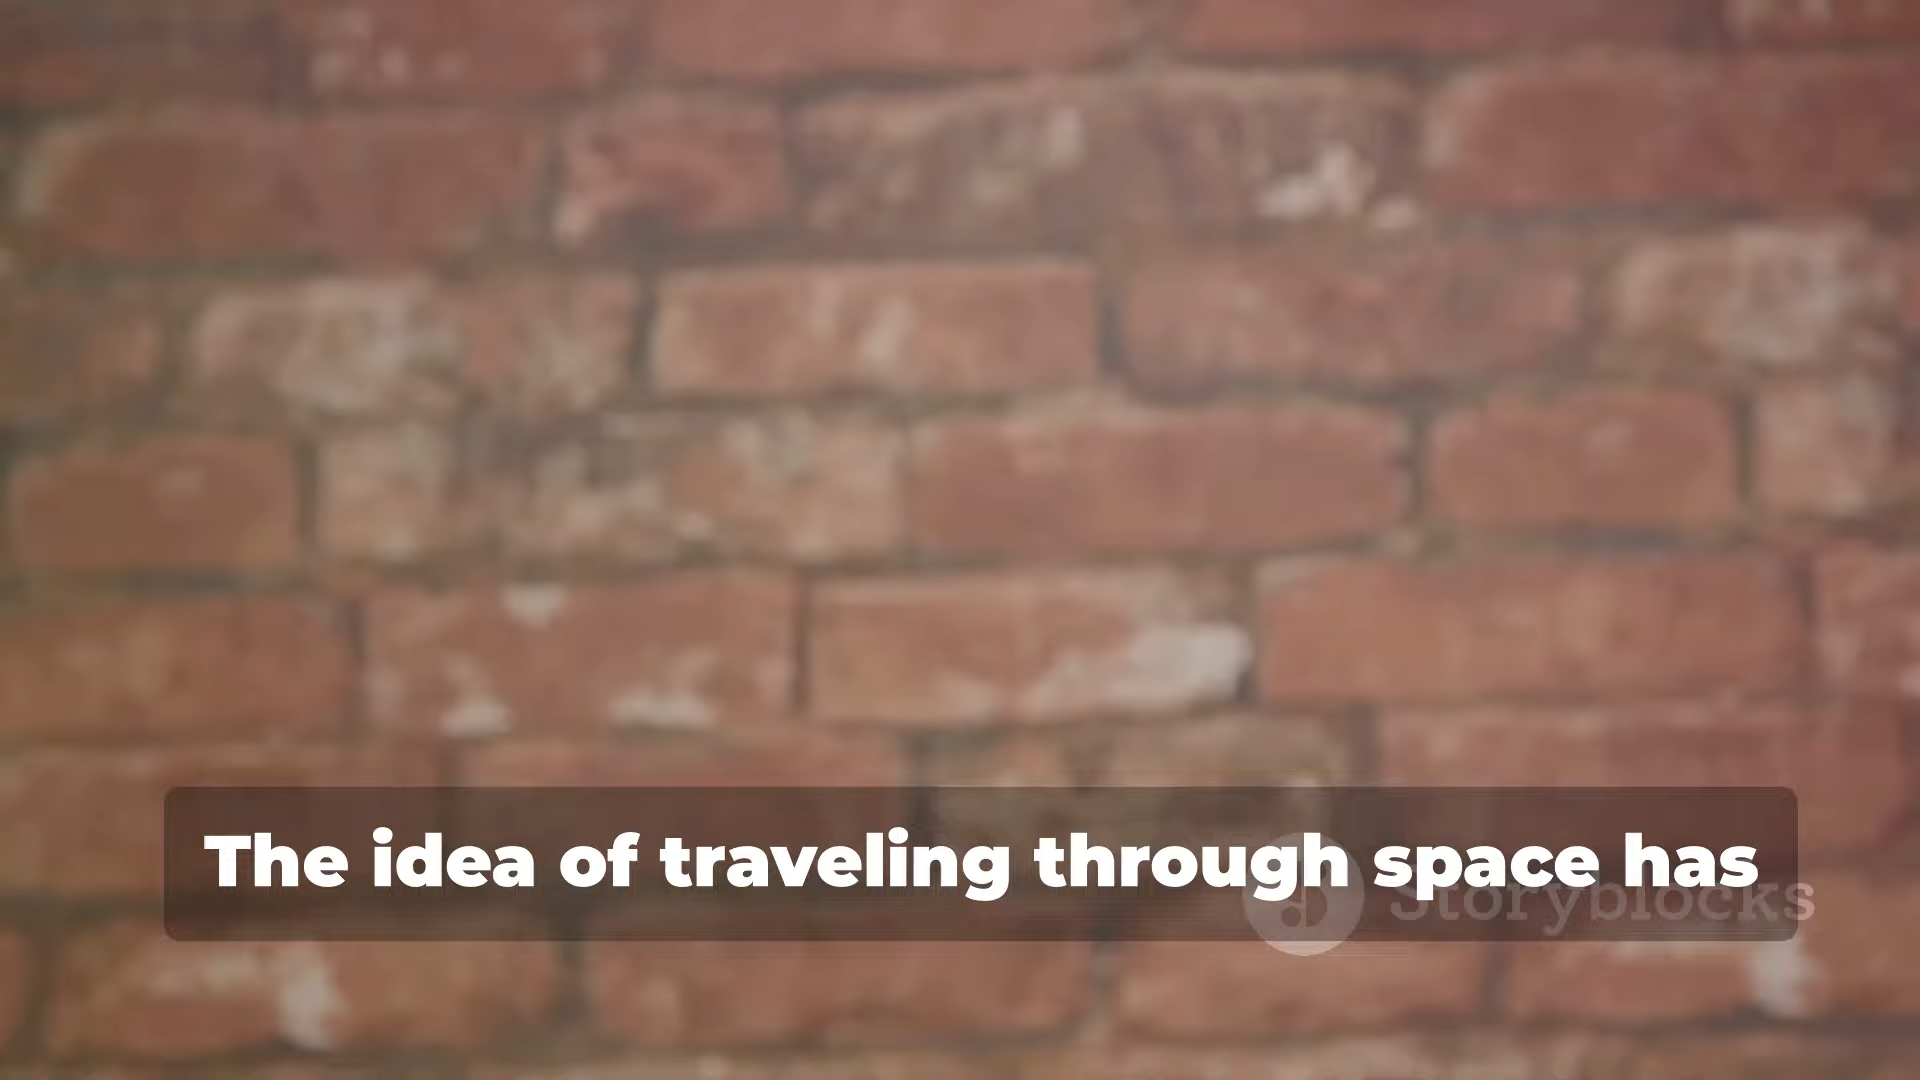 The idea of traveling through space has
Storyblocks